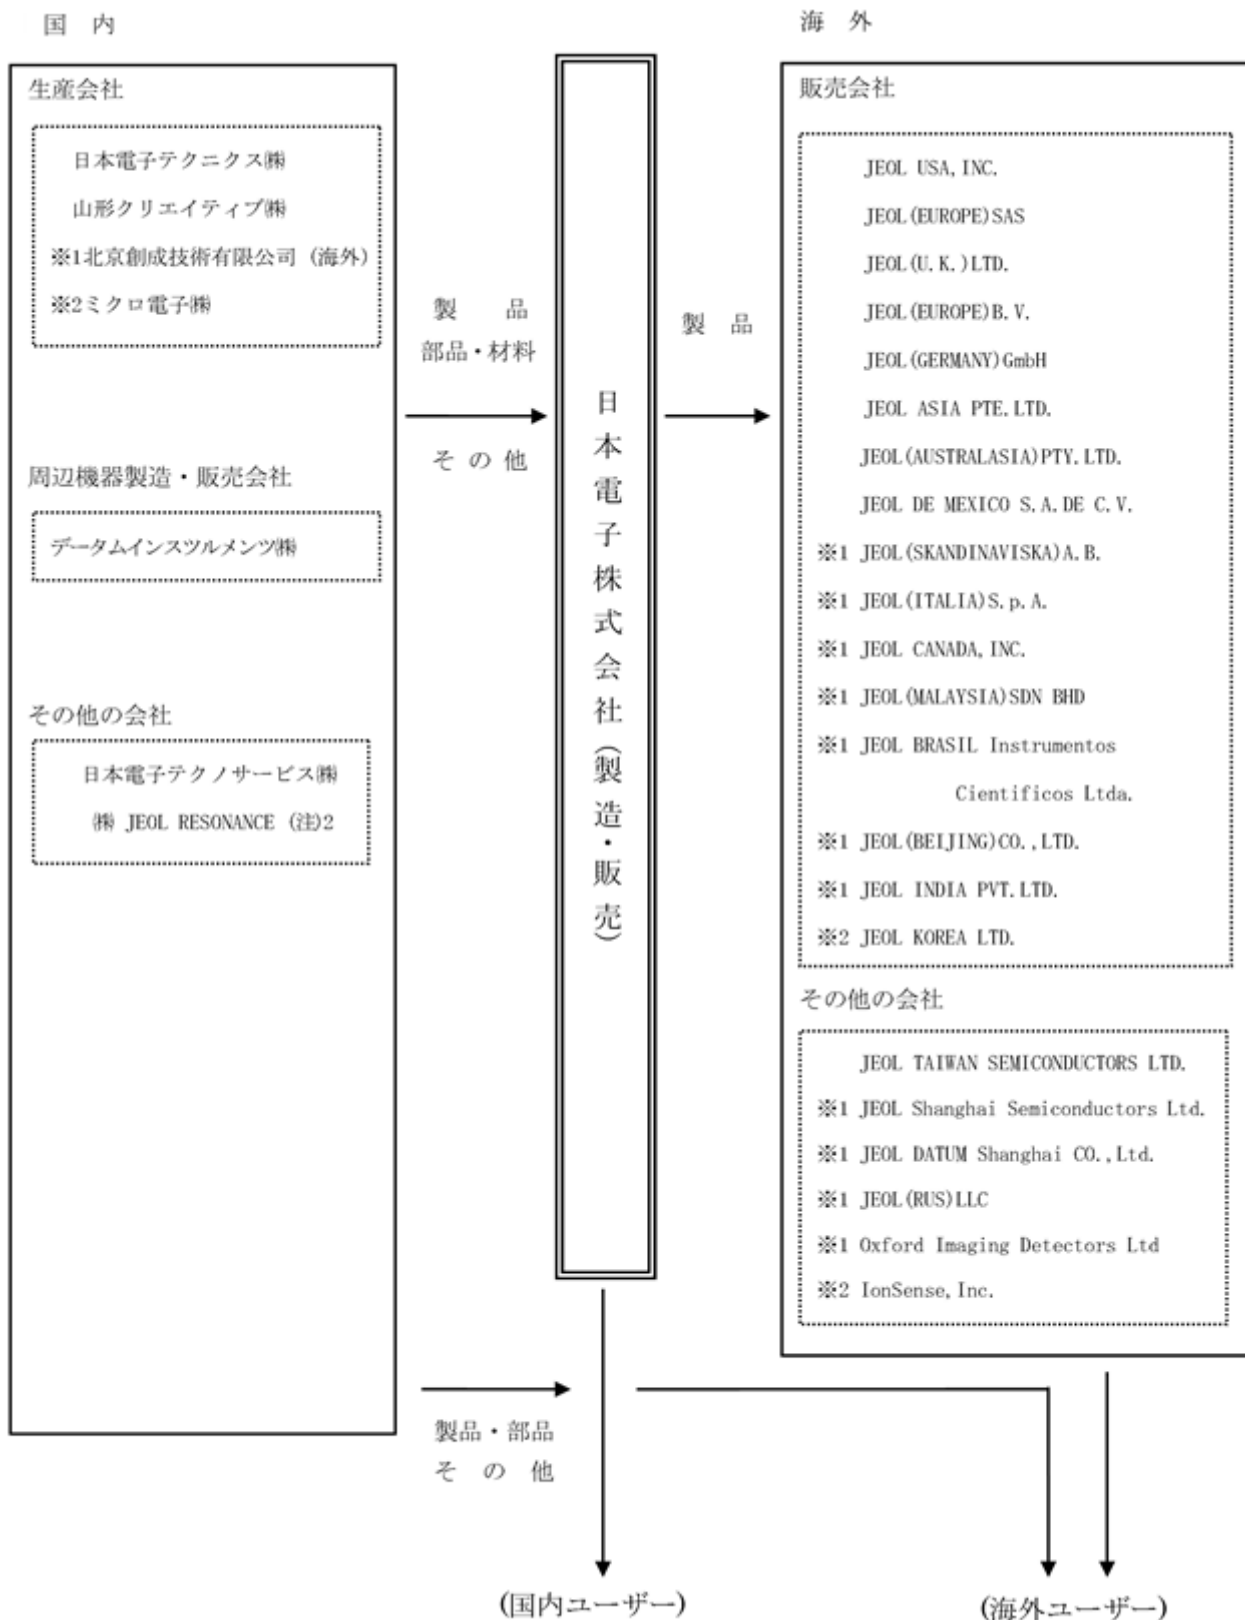 国 内
生産会社
日本電子テクニクス㈱
山形クリエイティブ㈱
※1北京創成技術有限公司 (海外)
※2ミクロ電子㈱
周辺機器製造・販売会社
データムインスツルメンツ㈱
その他の会社
日本電子テクノサービス㈱
㈱ JEOL RESONANCE (注)2
製 品
部品・材料
そ の 他
日本電子株式会社(製造・販売)
製 品
海 外
販売会社
JEOL USA,INC.
JEOL(EUROPE)SAS
JEOL(U.K.)LTD.
JEOL(EUROPE)B.V.
JEOL(GERMANY)GmbH
JEOL ASIA PTE.LTD.
JEOL(AUSTRALASIA)PTY.LTD.
JEOL DE MEXICO S.A.DE C.V.
※1 JEOL(SKANDINAVISKA)A.B.
※1 JEOL(ITALIA)S.p.A.
※1 JEOL CANADA,INC.
※1 JEOL(MALAYSIA)SDN BHD
※1 JEOL BRASIL Instrumentos
Cientificos Ltda.
※1 JEOL(BEIJING)CO.,LTD.
※1 JEOL INDIA PVT.LTD.
※2 JEOL KOREA LTD.
その他の会社
JEOL TAIWAN SEMICONDUCTORS LTD.
※1 JEOL Shanghai Semiconductors Ltd.
※1 JEOL DATUM Shanghai CO.,Ltd.
※1 JEOL(RUS)LLC
※1 Oxford Imaging Detectors Ltd
※2 IonSense,Inc.
製品・部品
そ の 他
(国内ユーザー)
(海外ユーザー)